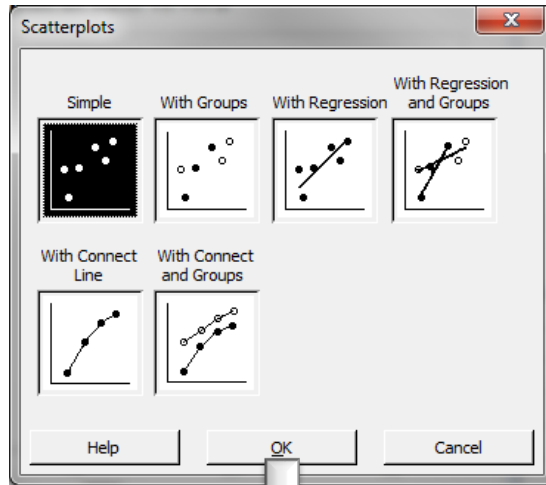 Scatterplots
Simple
With Groups
With Regression
With Regression
and Groups
With Connect
Line
With Connect
and Groups
Help
OK
Cancel